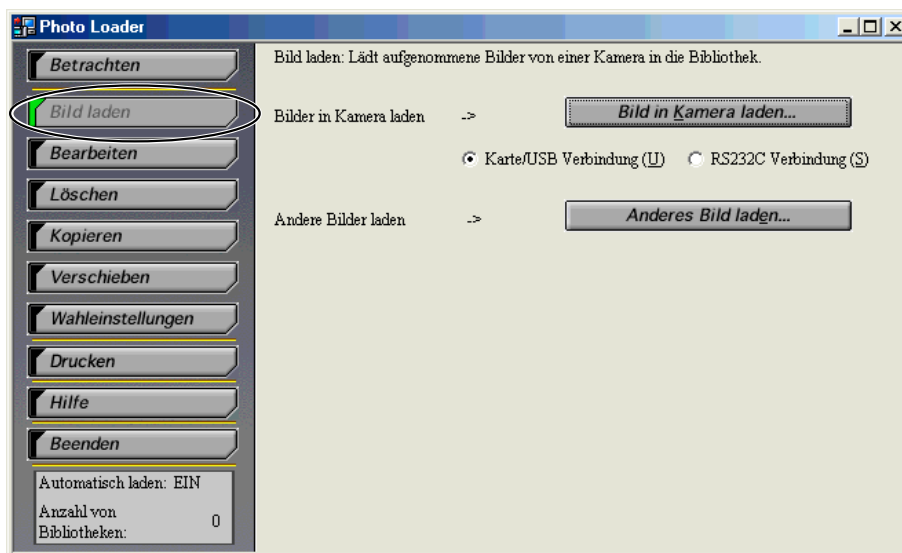 Photo Loader
Betrachten
Bild laden
Bearbeiten
Löschen
Kopieren
Verschieben
Wahleinstellungen
Drucken
Hilfe
Beenden
Automatisch laden: EIN
Anzahl von
Bibliotheken: 0
Bild laden: Lädt aufgenommene Bilder von einer Kamera in die Bibliothek.
Bilder in Kamera laden -> Bild in Kamera laden...
Karte/USB Verbindung (U) RS232C Verbindung (S)
Andere Bilder laden -> Anderes Bild laden...